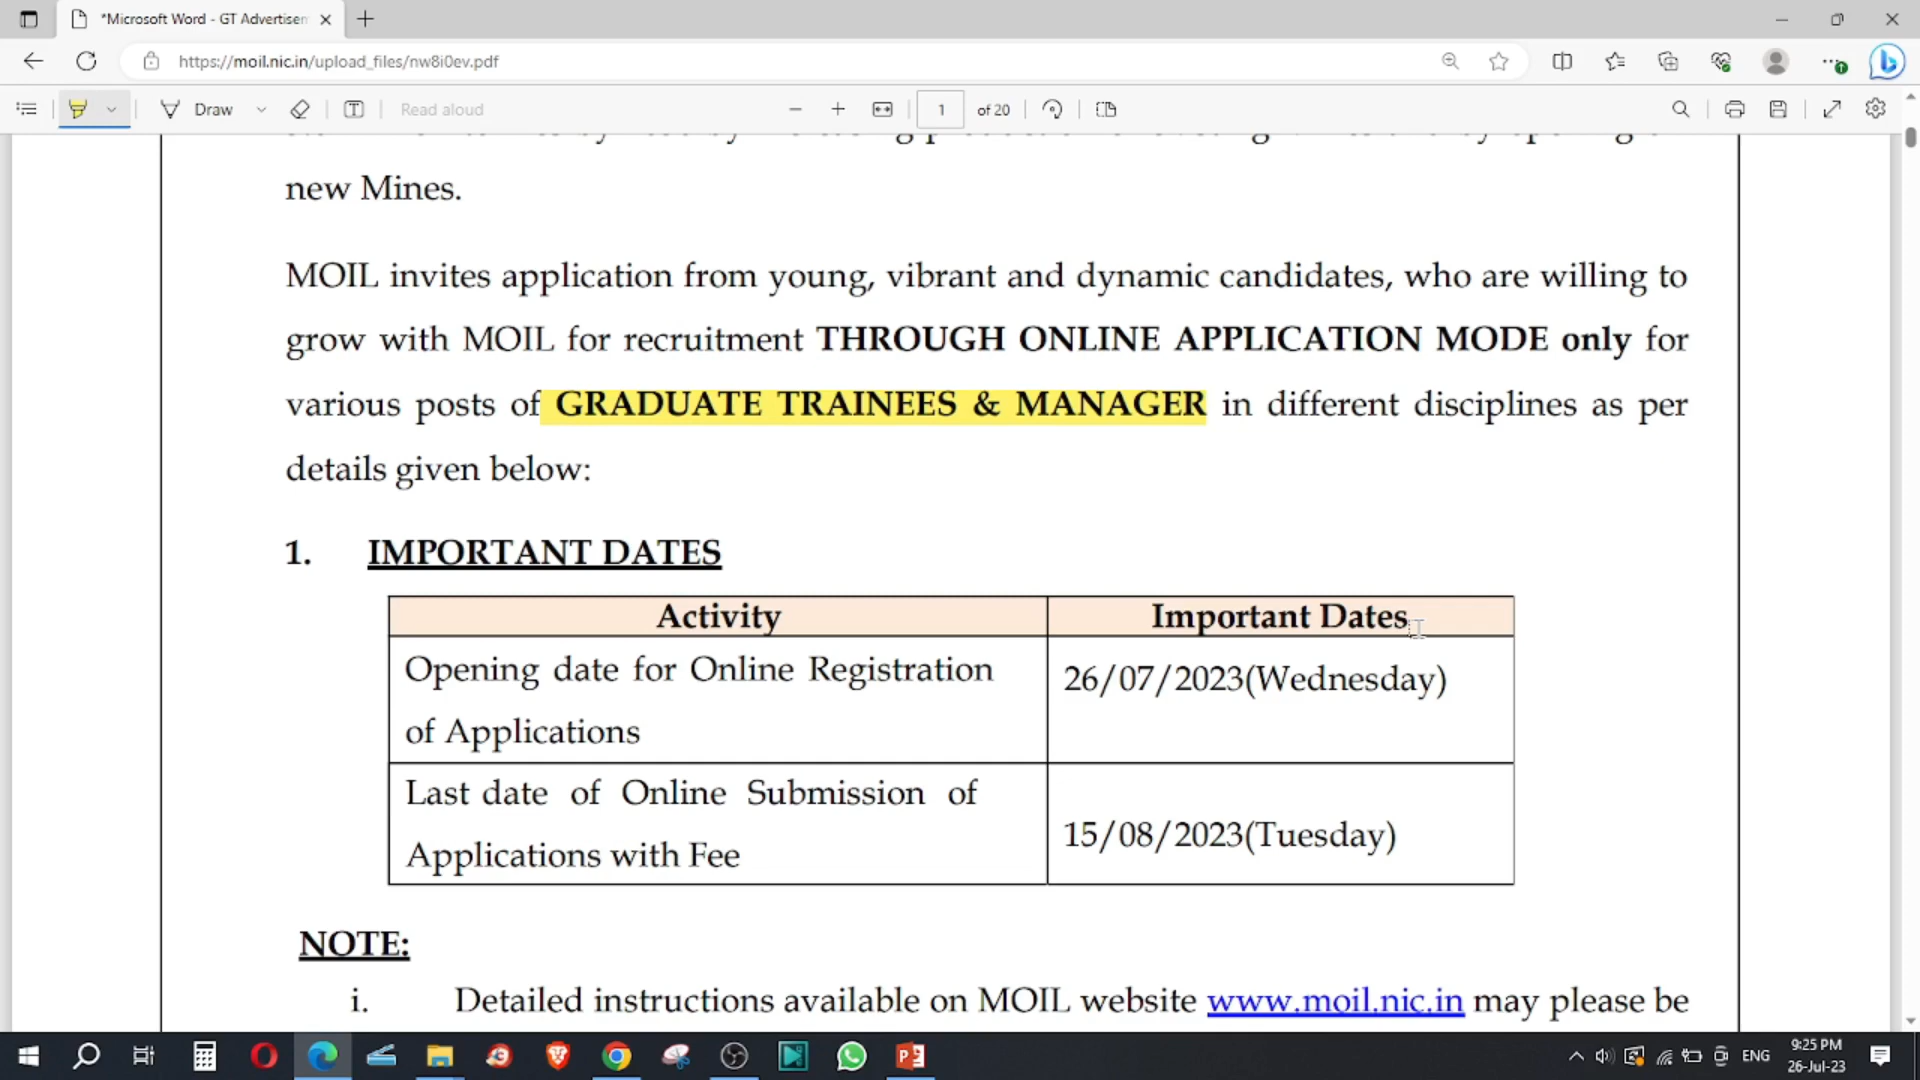 *Microsoft Word - GT Advertisem
https://moil.nic.in/upload_files/nw8i0ev.pdf
Draw
Read aloud
1 of 20
new Mines.
MOIL invites application from young, vibrant and dynamic candidates, who are willing to
grow with MOIL for recruitment THROUGH ONLINE APPLICATION MODE only for
various posts of GRADUATE TRAINEES & MANAGER in different disciplines as per
details given below:
1. IMPORTANT DATES
Activity Important Dates
Opening date for Online Registration
of Applications
26/07/2023(Wednesday)
Last date of Online Submission of
Applications with Fee
15/08/2023(Tuesday)
NOTE:
i. Detailed instructions available on MOIL website www.moil.nic.in may please be
ENG
9:25 PM
26-Jul-23